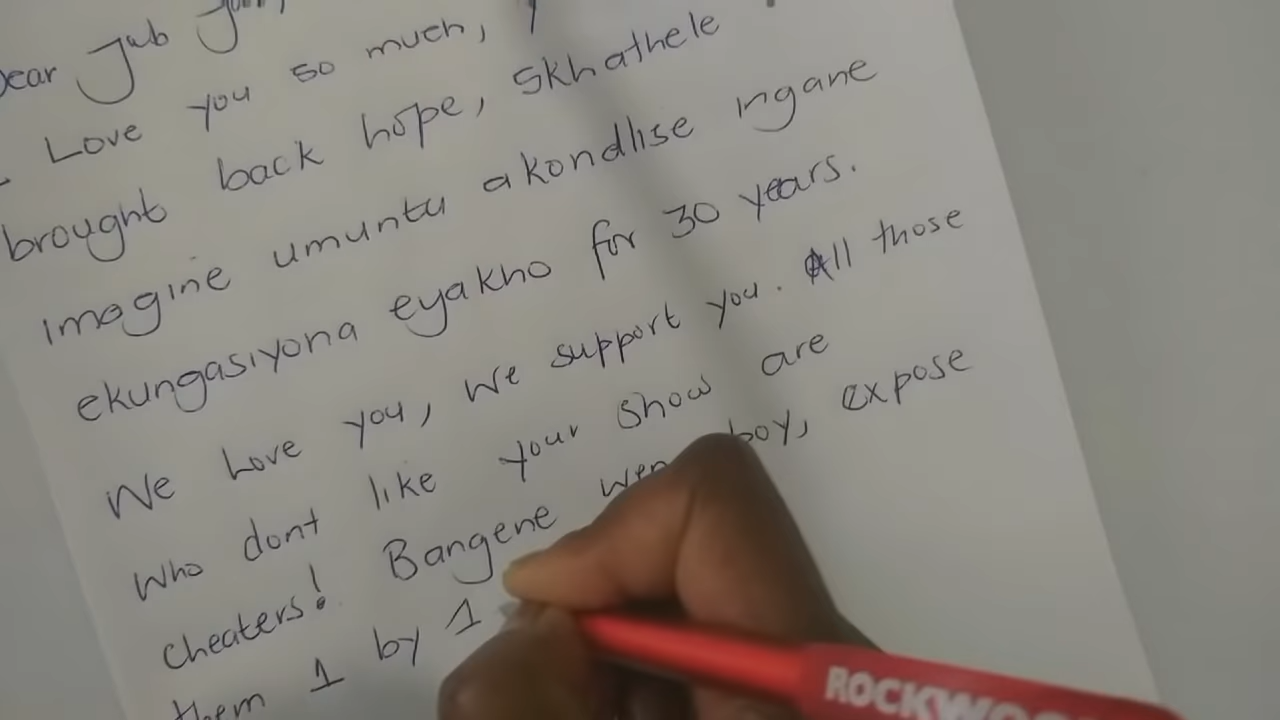 Dear Jub Jub,
I Love you so much,
brought back hope, Skhathele
imagine umuntu akondlise ingane
ekungasiyona eyakho for 30 years.
We Love you, We support you. All those
Who dont like your show are
cheaters! Bangene boy, expose
them 1 by 1
ROCKWOO